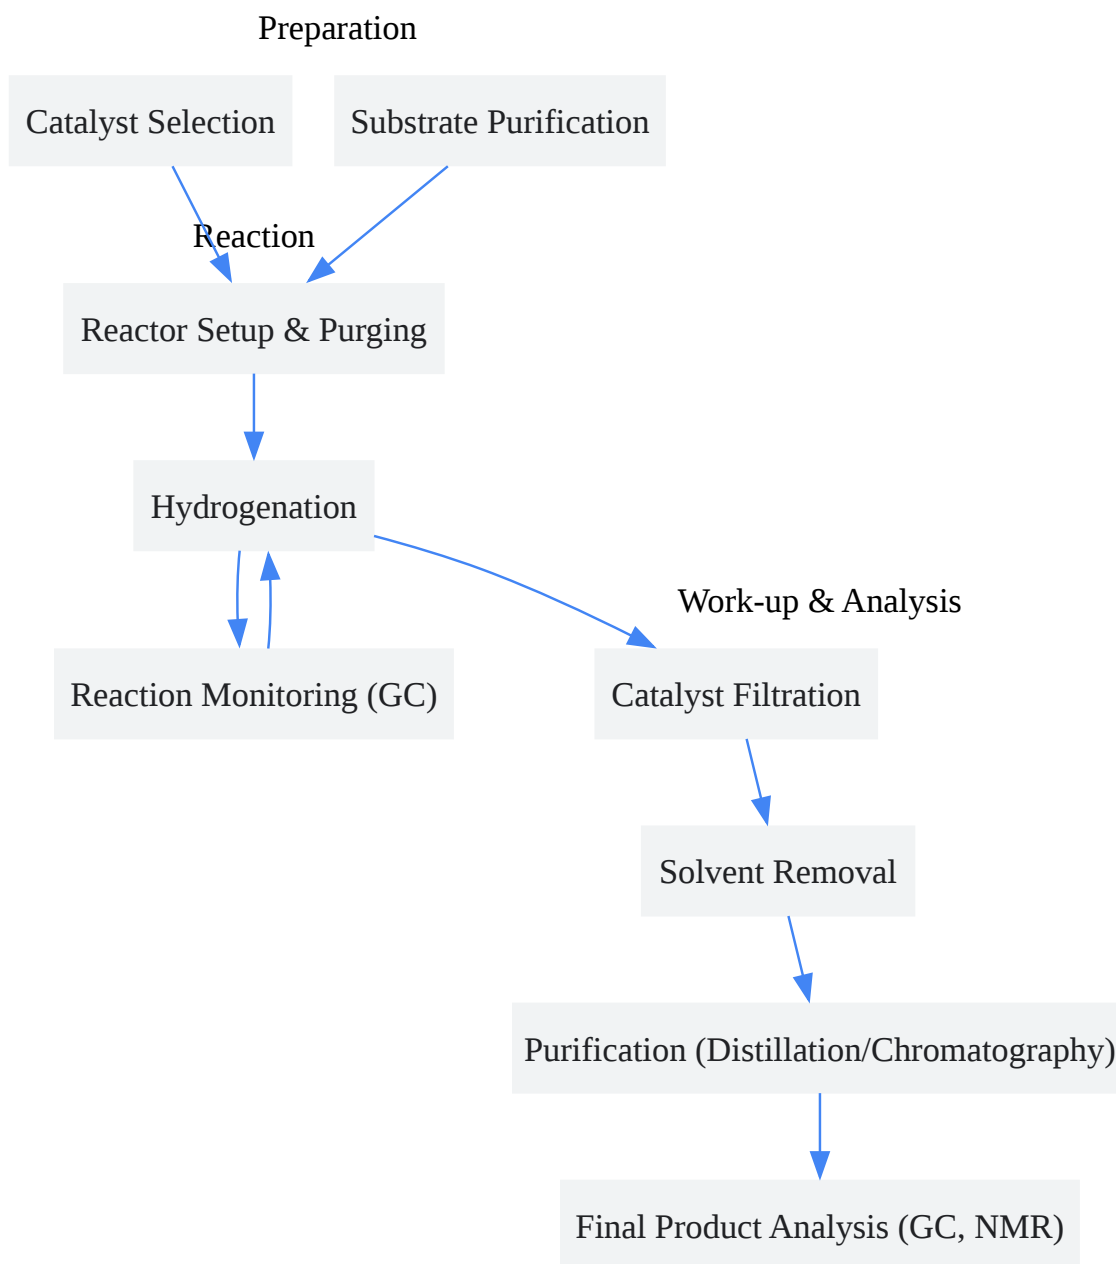 Preparation
Catalyst Selection
Substrate Purification
Reaction
Reactor Setup & Purging
Hydrogenation
Work-up & Analysis
Reaction Monitoring (GC)
Catalyst Filtration
Solvent Removal
Purification (Distillation/Chromatography)
Final Product Analysis (GC, NMR)